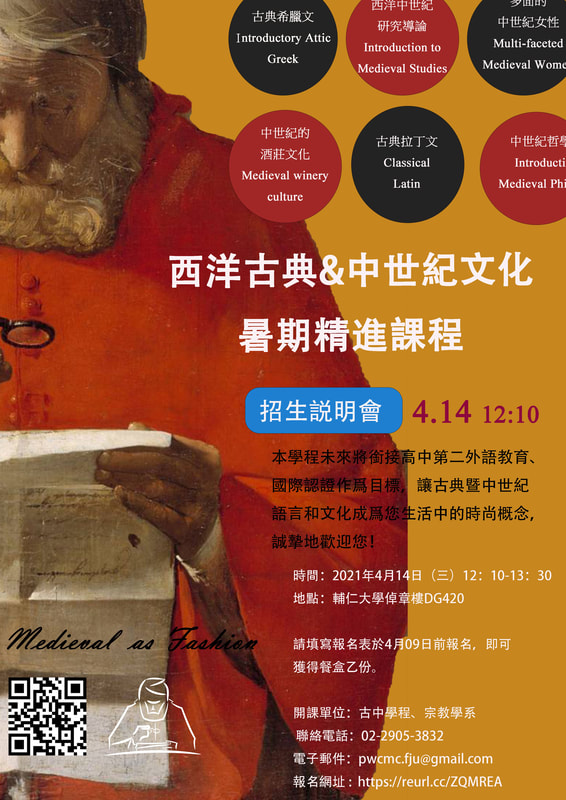 古典希臘文
Introductory Attic
Greek
西洋中世紀
研究導論
Introduction to
Medieval Studies
多面的
中世紀女性
Multi-faceted
Medieval Wome
中世紀的
酒莊文化
Medieval winery
culture
古典拉丁文
Classical
Latin
中世紀哲學
Introducti
Medieval Phi
西洋古典&中世紀文化
暑期精進課程
招生說明會 4.14 12:10
本學程未來將銜接高中第二外語教育、
國際認證作爲目標，讓古典暨中世紀
語言和文化成爲您生活中的時尚概念，
誠摯地歡迎您！
時間：2021年4月14日（三）12：10-13：30
地點：輔仁大學倬章樓DG420
Medieval as Fashion
請填寫報名表於4月09日前報名，即可
獲得餐盒乙份。
開課單位：古中學程、宗教學系
聯絡電話：02-2905-3832
電子郵件：pwcmc.fju@gmail.com
報名網址：https://reurl.cc/ZQMREA